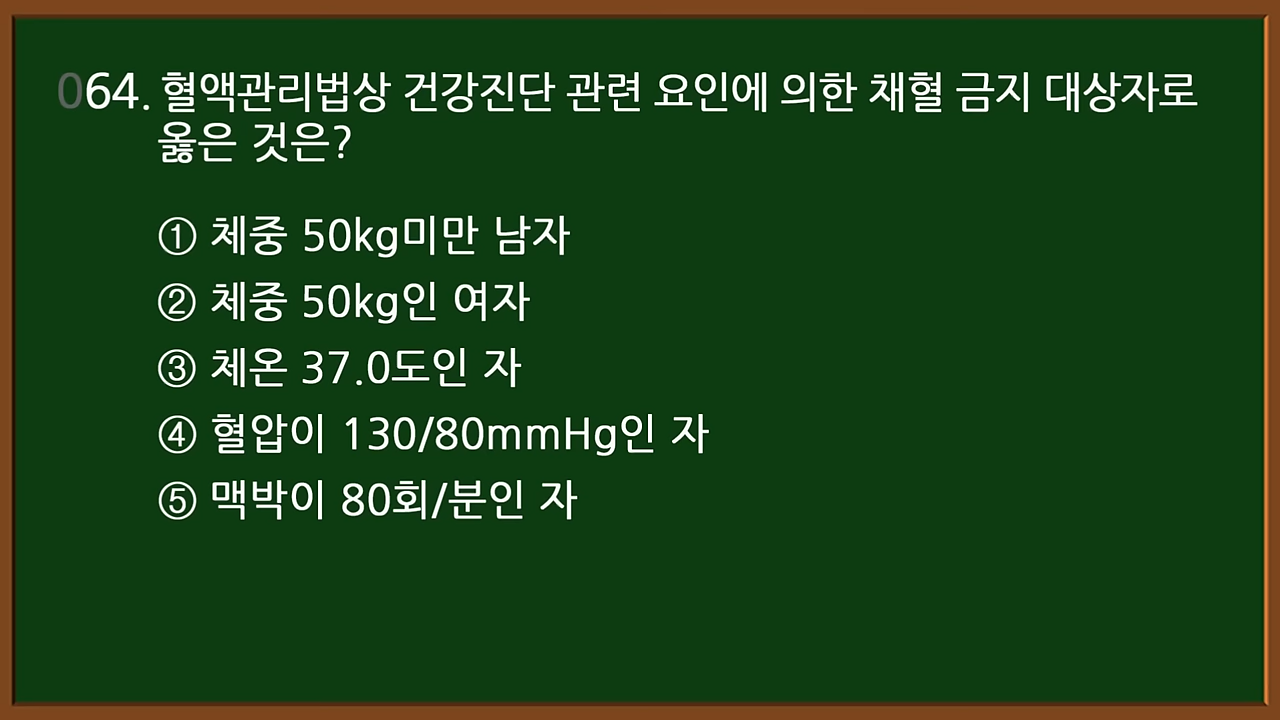 064. 혈액관리법상 건강진단 관련 요인에 의한 채혈 금지 대상자로
옳은 것은?
① 체중 50kg미만 남자
② 체중 50kg인 여자
③ 체온 37.0도인 자
④ 혈압이 130/80mmHg인 자
⑤ 맥박이 80회/분인 자